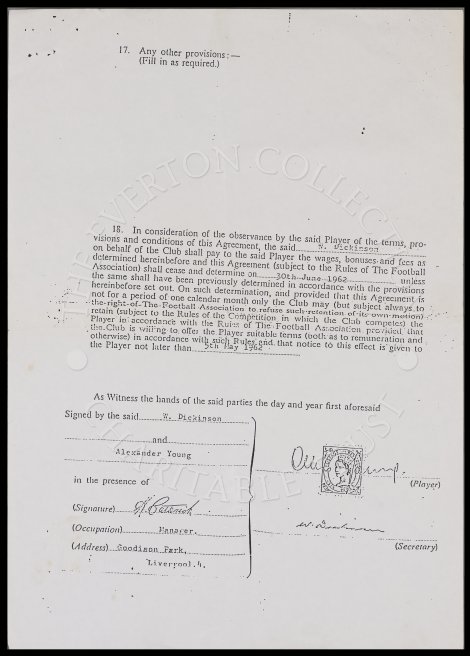 17. Any other provisions:—
(Fill in as required.)
THE EVERTON COLLECTION
CHARITABLE TRUST
18. In consideration of the observance by the said Player of the terms, pro-
visions and conditions of this Agreement, the said W. Dickinson
on behalf of the Club shall pay to the said Player the wages, bonuses and fees as
determined hereinbefore and this Agreement (subject to the Rules of The Football
Association) shall cease and determine on 30th June 1962 unless
the same shall have been previously determined in accordance with the provisions
hereinbefore set out. On such determination, and provided that this Agreement is
not for a period of one calendar month only the Club may (but subject always to
the right of The Football Association to refuse such retention of its own motion)
retain (subject to the Rules of the Competition in which the Club competes) the
Player in accordance with the Rules of The Football Association provided that
the Club is willing to offer the Player suitable terms (both as to remuneration and
otherwise) in accordance with such Rules and that notice to this effect is given to
the Player not later than 5th May 1962
As Witness the hands of the said parties the day and year first aforesaid
Signed by the said W. Dickinson
and
Alexander Young
in the presence of
(Player)
(Signature) H. Catterick
(Occupation) Manager.
W. Dickinson
(Address) Goodison Park,
(Secretary)
Liverpool.4.